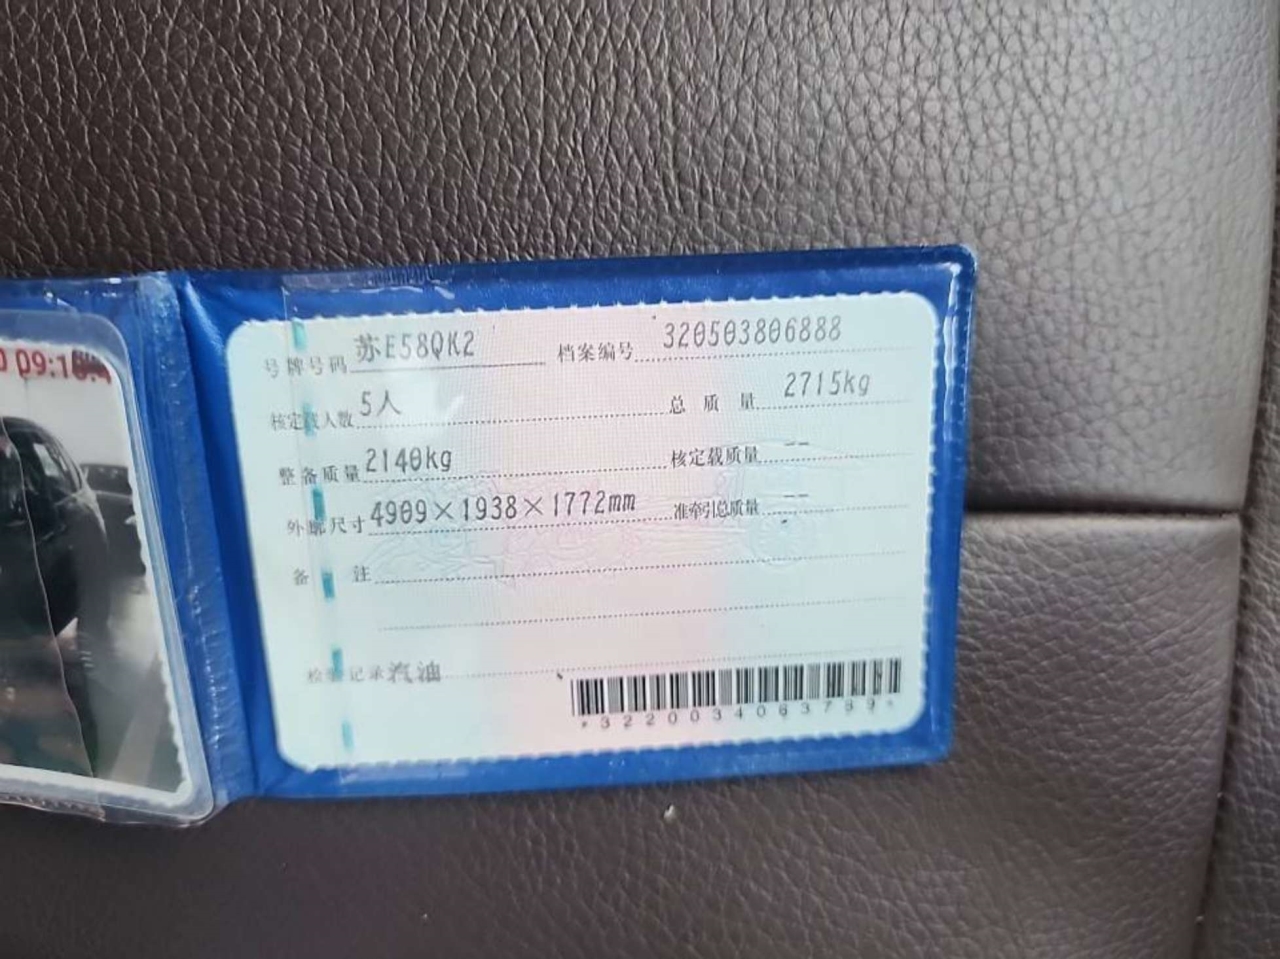 09:1
号牌号码 苏E58QK2 档案编号 320503806888
核定载人数 5人 总质量 2715kg
整备质量 2140kg 核定载质量 --
外廓尺寸 4909×1938×1772mm 准牵引总质量 --
备注
检验记录 汽油
*3220034063789*